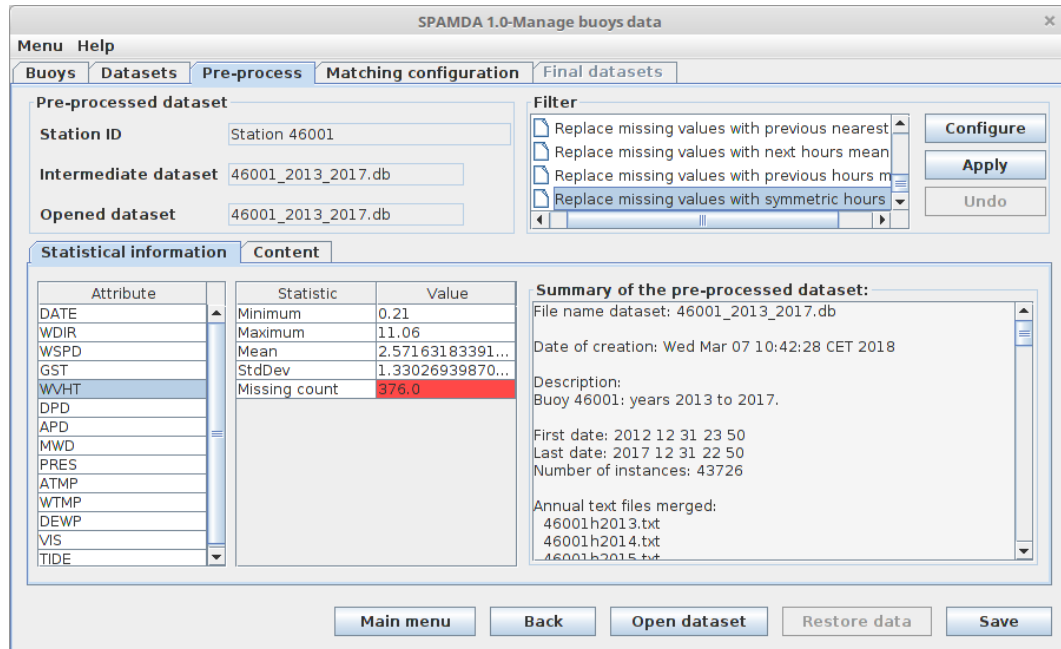 SPAMDA 1.0-Manage buoys data
Menu Help
Buoys Datasets Pre-process Matching configuration Final datasets
Pre-processed dataset
Station ID Station 46001
Intermediate dataset 46001_2013_2017.db
Opened dataset 46001_2013_2017.db
Filter
Replace missing values with previous nearest
Replace missing values with next hours mean
Replace missing values with previous hours m
Replace missing values with symmetric hours
Configure
Apply
Undo
Statistical information Content
Attribute
DATE
WDIR
WSPD
GST
WVHT
DPD
APD
MWD
PRES
ATMP
WTMP
DEWP
VIS
TIDE
Statistic Value
Minimum 0.21
Maximum 11.06
Mean 2.57163183391...
StdDev 1.33026939870...
Missing count 376.0
Summary of the pre-processed dataset:
File name dataset: 46001_2013_2017.db
Date of creation: Wed Mar 07 10:42:28 CET 2018
Description:
Buoy 46001: years 2013 to 2017.
First date: 2012 12 31 23 50
Last date: 2017 12 31 22 50
Number of instances: 43726
Annual text files merged:
46001h2013.txt
46001h2014.txt
46001h2015.txt
Main menu Back Open dataset Restore data Save